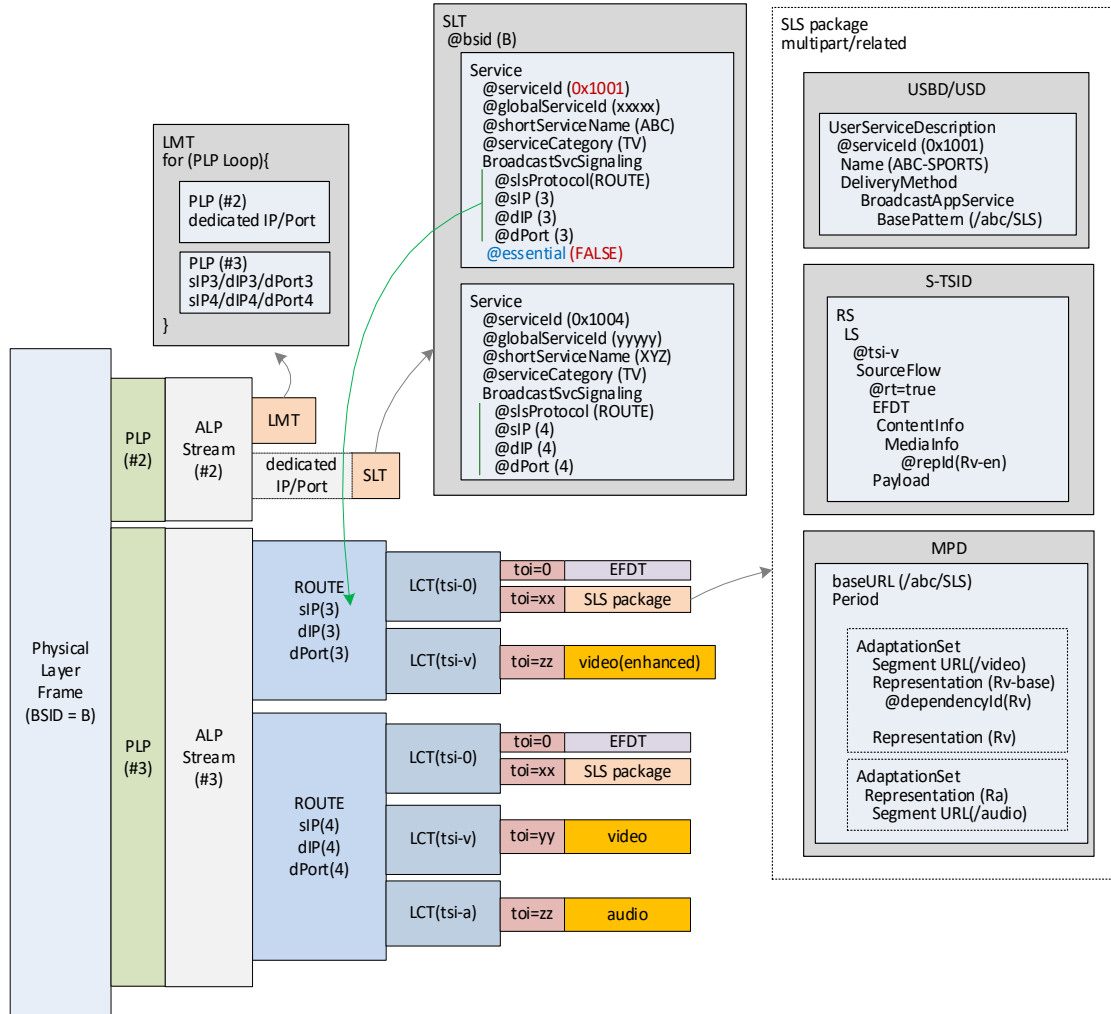 LMT
for (PLP Loop){
PLP (#2)
dedicated IP/Port
PLP (#3)
sIP3/dIP3/dPort3
sIP4/dIP4/dPort4
}
SLT
@bsid (B)
Service
@serviceId (0x1001)
@globalServiceId (xxxxx)
@shortServiceName (ABC)
@serviceCategory (TV)
BroadcastSvcSignaling
@slsProtocol(ROUTE)
@sIP (3)
@dIP (3)
@dPort (3)
@essential (FALSE)
Service
@serviceId (0x1004)
@globalServiceId (yyyyy)
@shortServiceName (XYZ)
@serviceCategory (TV)
BroadcastSvcSignaling
@slsProtocol (ROUTE)
@sIP (4)
@dIP (4)
@dPort (4)
SLS package
multipart/related
USBD/USD
UserServiceDescription
@serviceId (0x1001)
Name (ABC-SPORTS)
DeliveryMethod
BroadcastAppService
BasePattern (/abc/SLS)
S-TSID
RS
LS
@tsi-v
SourceFlow
@rt=true
EFDT
ContentInfo
MediaInfo
@repId(Rv-en)
Payload
MPD
baseURL (/abc/SLS)
Period
AdaptationSet
Segment URL(/video)
Representation (Rv-base)
@dependencyId(Rv)
Representation (Rv)
AdaptationSet
Representation (Ra)
Segment URL(/audio)
Physical
Layer
Frame
(BSID = B)
PLP
(#2)
ALP
Stream
(#2)
LMT
dedicated
IP/Port
SLT
PLP
(#3)
ALP
Stream
(#3)
ROUTE
sIP(3)
dIP(3)
dPort(3)
LCT(tsi-0)
toi=0
EFDT
toi=xx
SLS package
LCT(tsi-v)
toi=zz
video(enhanced)
ROUTE
sIP(4)
dIP(4)
dPort(4)
LCT(tsi-0)
toi=0
EFDT
toi=xx
SLS package
LCT(tsi-v)
toi=yy
video
LCT(tsi-a)
toi=zz
audio